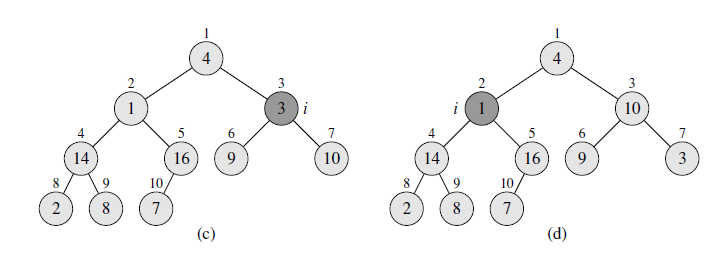 1 1
4 4
2 3 2 3
1 3 i i 1 10
4 5 6 7 4 5 6 7
14 16 9 10 14 16 9 3
8 9 10 8 9 10
2 8 7 2 8 7
(c) (d)